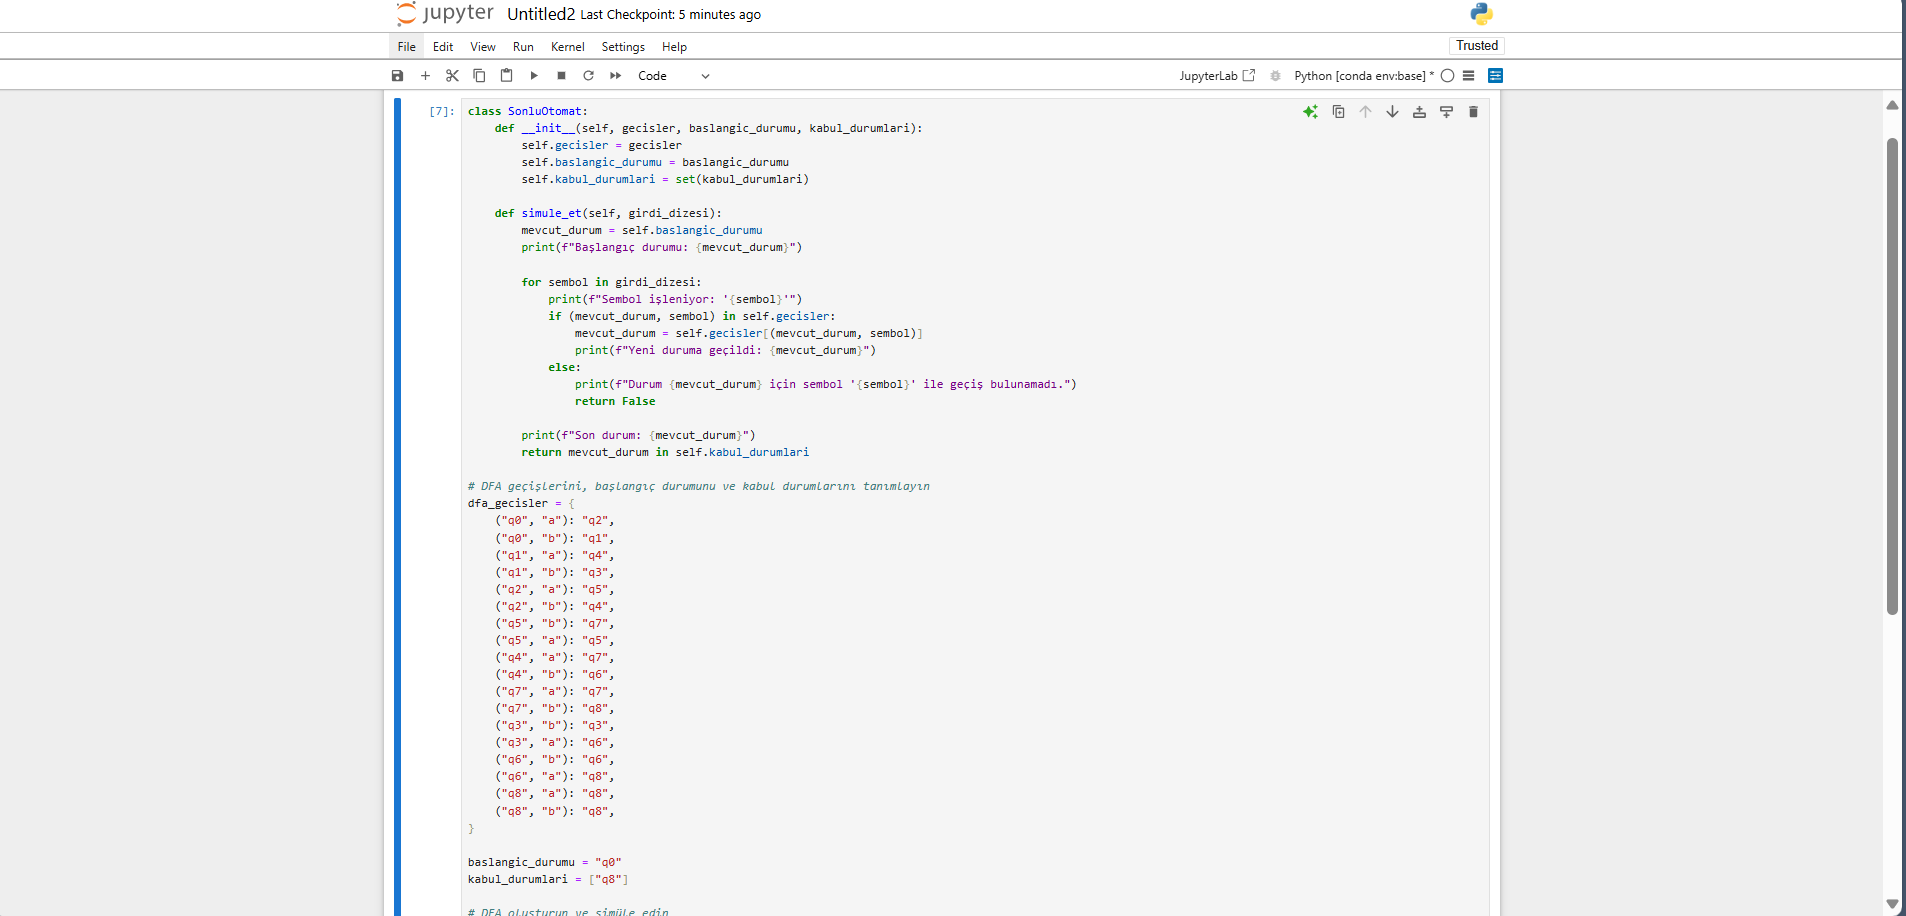 jupyter Untitled2 Last Checkpoint: 5 minutes ago
File Edit View Run Kernel Settings Help Trusted
Code JupyterLab Python [conda env:base] *
[7]: class SonluOtomat:
    def __init__(self, gecisler, baslangic_durumu, kabul_durumlari):
        self.gecisler = gecisler
        self.baslangic_durumu = baslangic_durumu
        self.kabul_durumlari = set(kabul_durumlari)
    def simule_et(self, girdi_dizesi):
        mevcut_durum = self.baslangic_durumu
        print(f"Başlangıç durumu: {mevcut_durum}")
        for sembol in girdi_dizesi:
            print(f"Sembol işleniyor: '{sembol}'")
            if (mevcut_durum, sembol) in self.gecisler:
                mevcut_durum = self.gecisler[(mevcut_durum, sembol)]
                print(f"Yeni duruma geçildi: {mevcut_durum}")
            else:
                print(f"Durum {mevcut_durum} için sembol '{sembol}' ile geçiş bulunamadı.")
                return False
        print(f"Son durum: {mevcut_durum}")
        return mevcut_durum in self.kabul_durumlari
# DFA geçişlerini, başlangıç durumunu ve kabul durumlarını tanımlayın
dfa_gecisler = {
    ("q0", "a"): "q2",
    ("q0", "b"): "q1",
    ("q1", "a"): "q4",
    ("q1", "b"): "q3",
    ("q2", "a"): "q5",
    ("q2", "b"): "q4",
    ("q5", "b"): "q7",
    ("q5", "a"): "q5",
    ("q4", "a"): "q7",
    ("q4", "b"): "q6",
    ("q7", "a"): "q7",
    ("q7", "b"): "q8",
    ("q3", "b"): "q3",
    ("q3", "a"): "q6",
    ("q6", "b"): "q6",
    ("q6", "a"): "q8",
    ("q8", "a"): "q8",
    ("q8", "b"): "q8",
}
baslangic_durumu = "q0"
kabul_durumlari = ["q8"]
# DFA oluşturun ve simüle edin